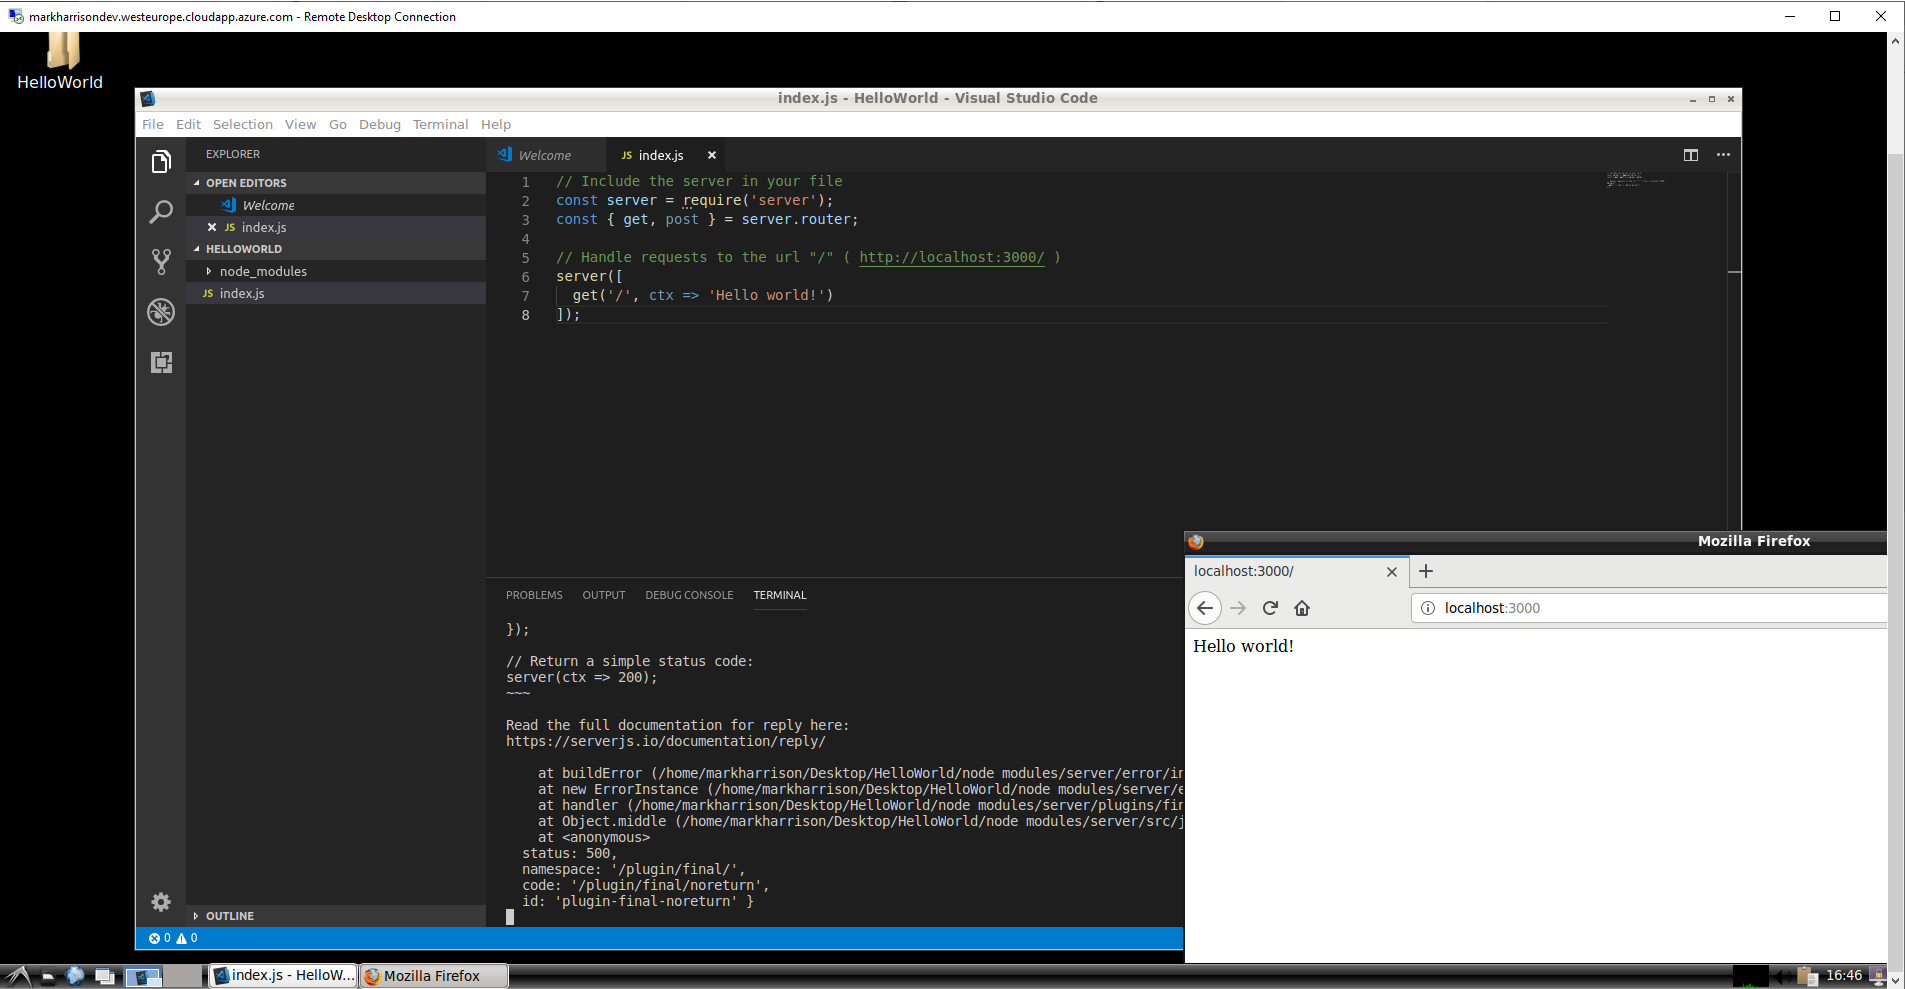 markharrisondev.westeurope.cloudapp.azure.com - Remote Desktop Connection
HelloWorld
index.js - HelloWorld - Visual Studio Code
File Edit Selection View Go Debug Terminal Help
EXPLORER
OPEN EDITORS
Welcome
JS index.js
HELLOWORLD
node_modules
JS index.js
OUTLINE
Welcome JS index.js
1 // Include the server in your file
2 const server = require('server');
3 const { get, post } = server.router;
4
5 // Handle requests to the url "/" ( http://localhost:3000/ )
6 server([
7 get('/', ctx => 'Hello world!')
8 ]);
PROBLEMS OUTPUT DEBUG CONSOLE TERMINAL
});
// Return a simple status code:
server(ctx => 200);
~~~
Read the full documentation for reply here:
https://serverjs.io/documentation/reply/
at buildError (/home/markharrison/Desktop/HelloWorld/node modules/server/error/in
at new ErrorInstance (/home/markharrison/Desktop/HelloWorld/node modules/server/e
at handler (/home/markharrison/Desktop/HelloWorld/node modules/server/plugins/fin
at Object.middle (/home/markharrison/Desktop/HelloWorld/node modules/server/src/j
at <anonymous>
status: 500,
namespace: '/plugin/final/',
code: '/plugin/final/noreturn',
id: 'plugin-final-noreturn' }
0 0
Mozilla Firefox
localhost:3000/
localhost:3000
Hello world!
index.js - HelloW... Mozilla Firefox 16:46